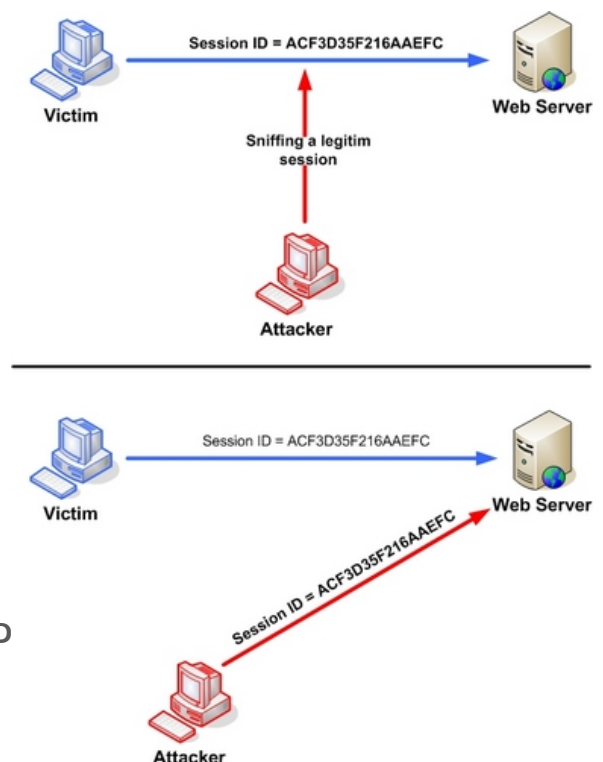 Session ID = ACF3D35F216AAEFC
Victim
Web Server
Sniffing a legitim
session
Attacker
Session ID = ACF3D35F216AAEFC
Victim
Web Server
Session ID = ACF3D35F216AAEFC
Attacker